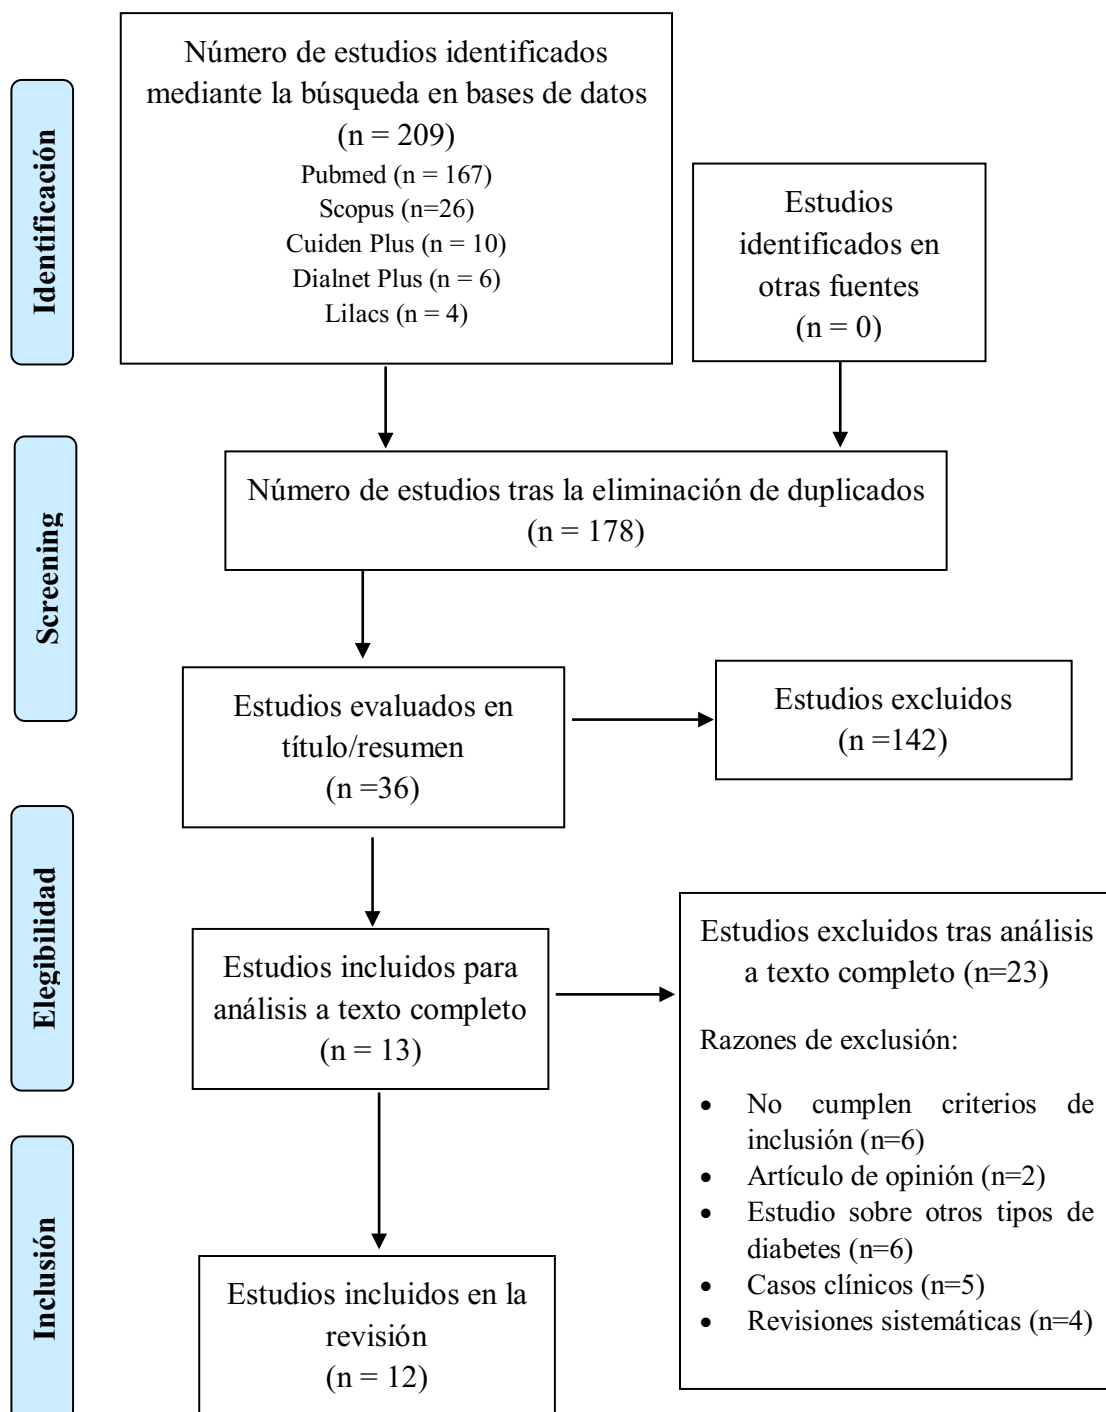 Identificación
Número de estudios identificados
mediante la búsqueda en bases de datos
(n = 209)
Pubmed (n = 167)
Scopus (n=26)
Cuiden Plus (n = 10)
Dialnet Plus (n = 6)
Lilacs (n = 4)
Estudios
identificados en
otras fuentes
(n = 0)
Screening
Número de estudios tras la eliminación de duplicados
(n = 178)
Estudios evaluados en
título/resumen
(n =36)
Estudios excluidos
(n =142)
Elegibilidad
Estudios incluidos para
análisis a texto completo
(n = 13)
Estudios excluidos tras análisis
a texto completo (n=23)
Razones de exclusión:
• No cumplen criterios de
inclusión (n=6)
• Artículo de opinión (n=2)
• Estudio sobre otros tipos de
diabetes (n=6)
• Casos clínicos (n=5)
• Revisiones sistemáticas (n=4)
Inclusión
Estudios incluidos en la
revisión
(n = 12)